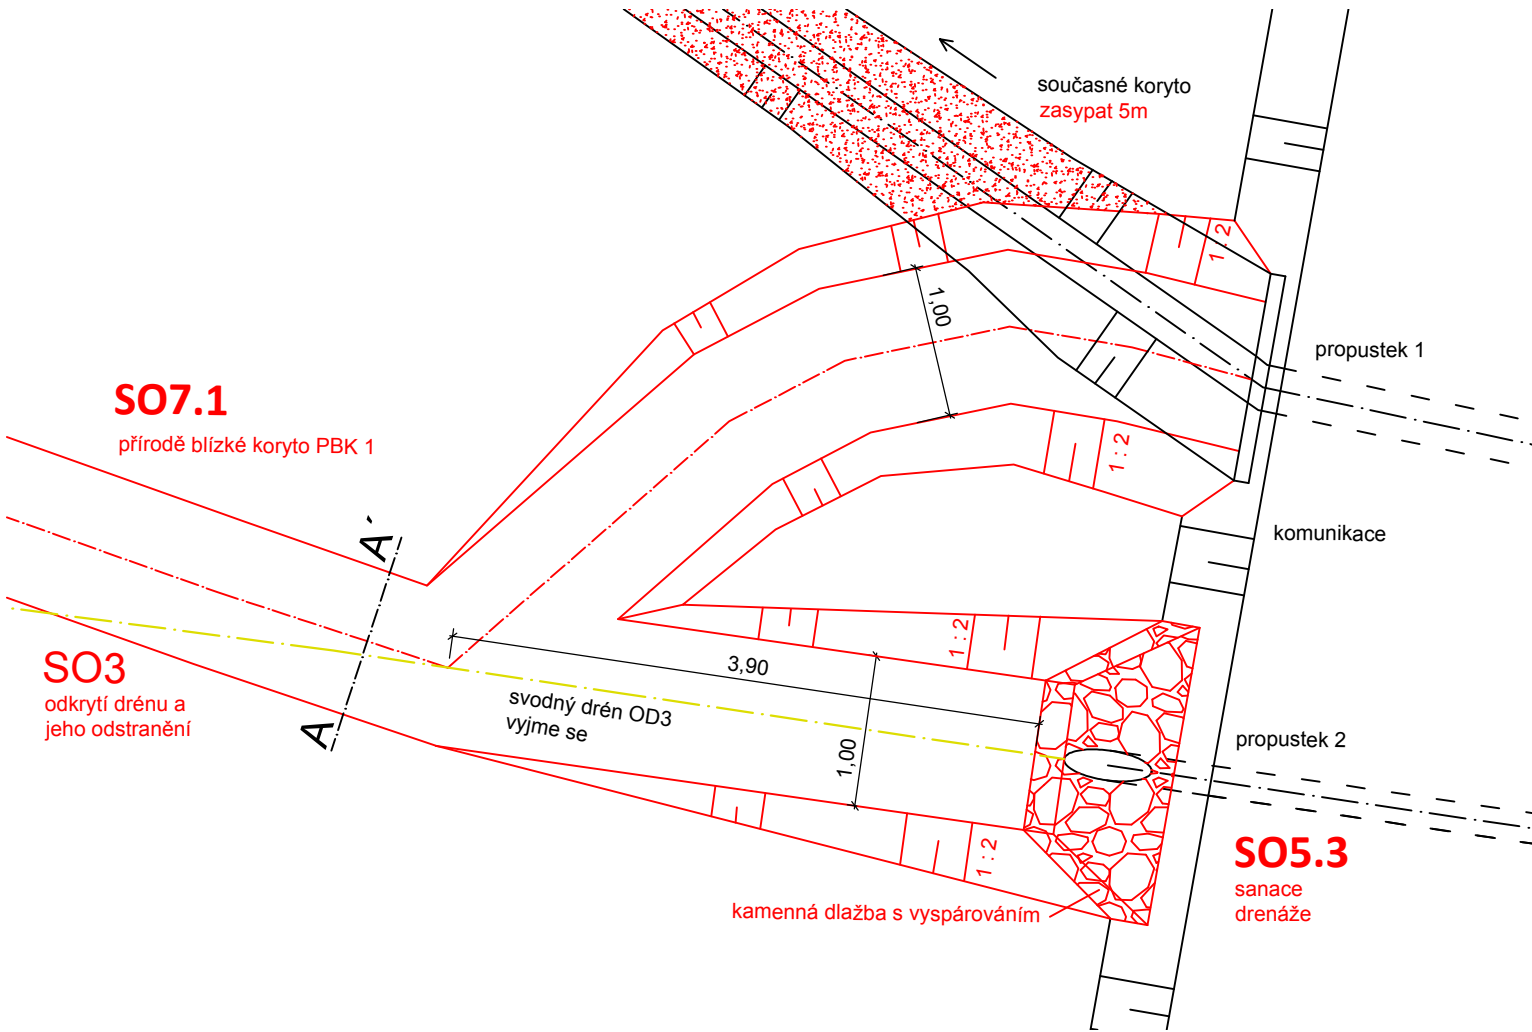 současné koryto
zasypat 5m
1 : 2
1,00
propustek 1
SO7.1
přírodě blízké koryto PBK 1
1 : 2
A´
komunikace
1 : 2
SO3
odkrytí drénu a
jeho odstranění
3,90
svodný drén OD3
vyjme se
A
1,00
propustek 2
1 : 2
SO5.3
sanace
drenáže
kamenná dlažba s vyspárováním